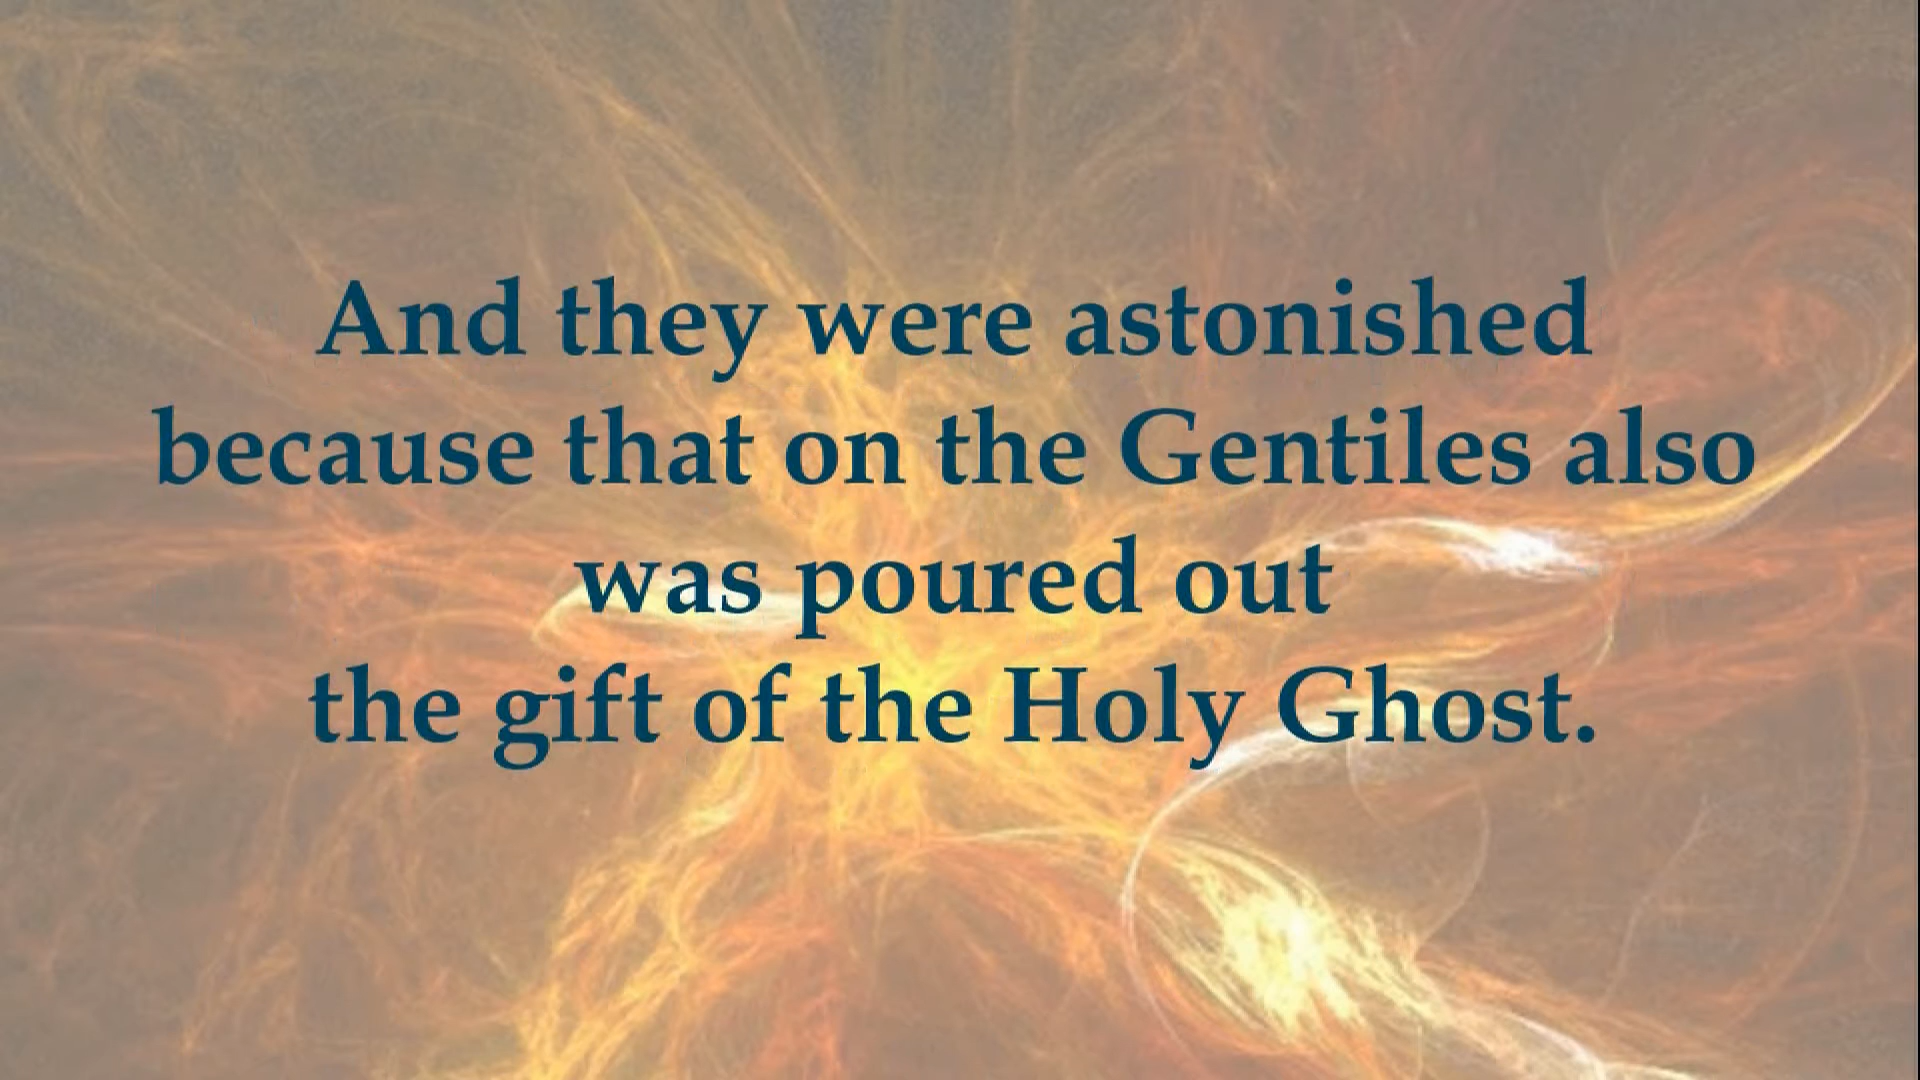 And they were astonished
because that on the Gentiles also
was poured out
the gift of the Holy Ghost.